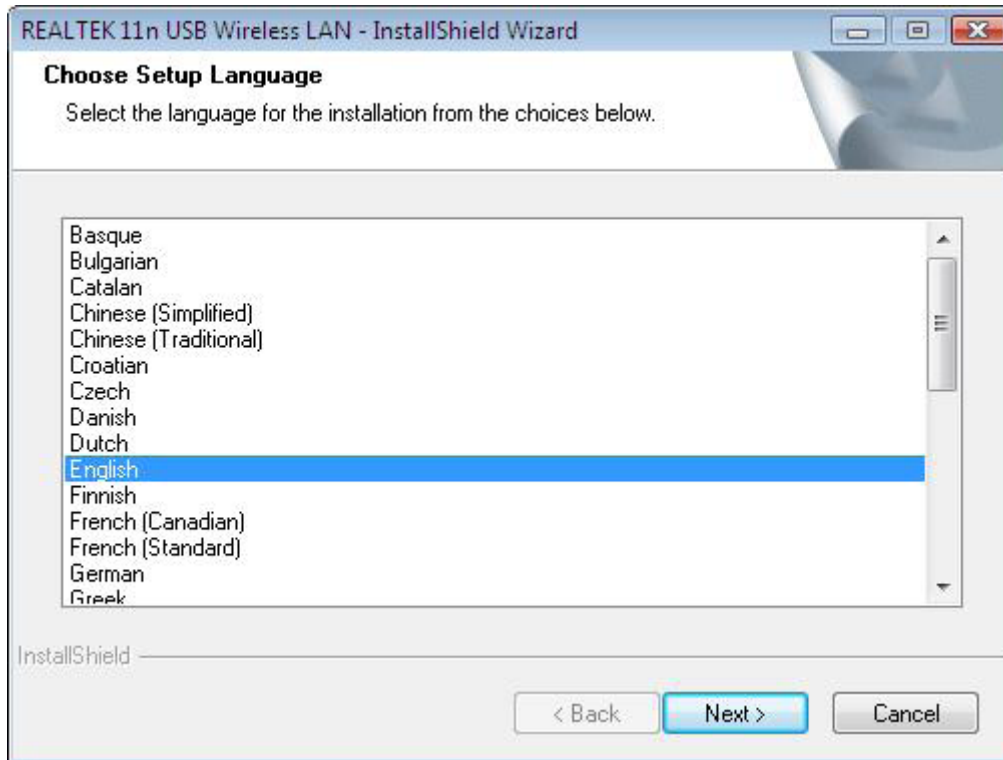 REALTEK 11n USB Wireless LAN - InstallShield Wizard
Choose Setup Language
Select the language for the installation from the choices below.
Basque
Bulgarian
Catalan
Chinese (Simplified)
Chinese (Traditional)
Croatian
Czech
Danish
Dutch
English
Finnish
French (Canadian)
French (Standard)
German
Greek
InstallShield
< Back
Next >
Cancel